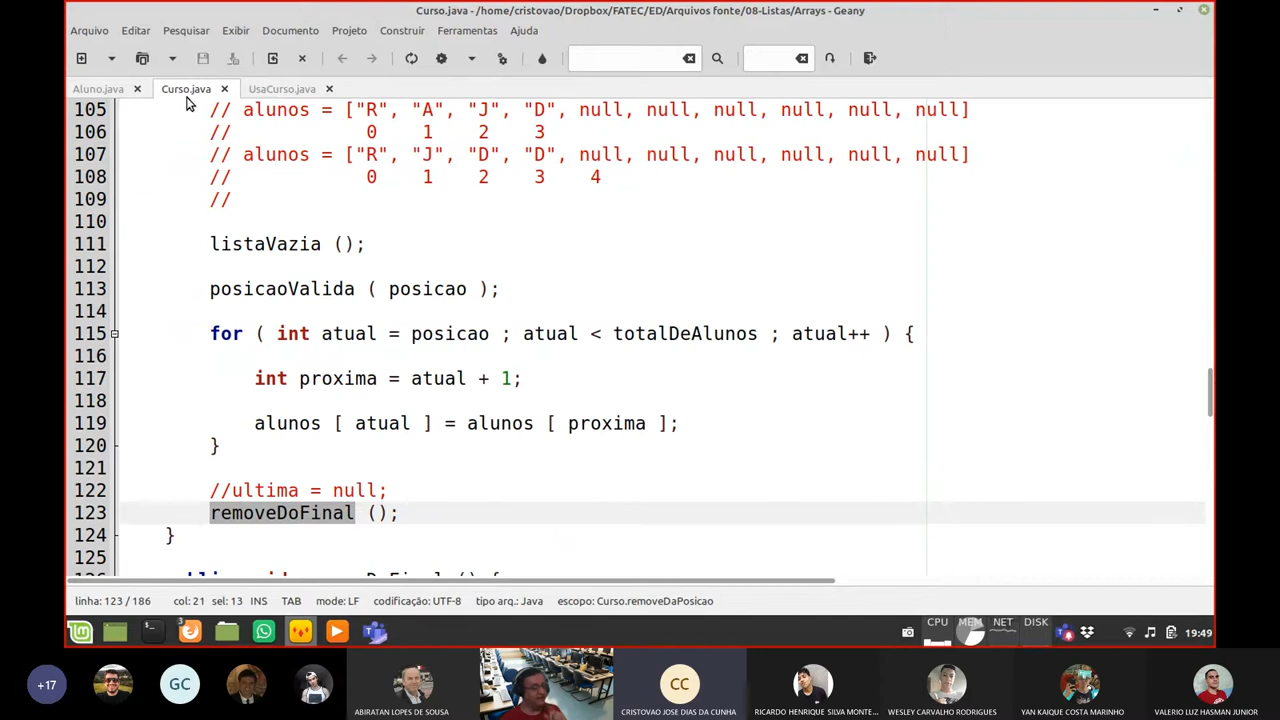 Curso.java - /home/cristovao/Dropbox/FATEC/ED/Arquivos fonte/08-Listas/Arrays - Geany
Arquivo Editar Pesquisar Exibir Documento Projeto Construir Ferramentas Ajuda
Aluno.java Curso.java UsaCurso.java
105 // alunos = ["R", "A", "J", "D", null, null, null, null, null, null]
106 // 0 1 2 3
107 // alunos = ["R", "J", "D", "D", null, null, null, null, null, null]
108 // 0 1 2 3 4
109 //
110
111 listaVazia ();
112
113 posicaoValida ( posicao );
114
115 for ( int atual = posicao ; atual < totalDeAlunos ; atual++ ) {
116
117 int proxima = atual + 1;
118
119 alunos [ atual ] = alunos [ proxima ];
120 }
121
122 //ultima = null;
123 removeDoFinal ();
124 }
125
linha: 123 / 186 col: 21 sel: 13 INS TAB mode: LF codificação: UTF-8 tipo arq.: Java escopo: Curso.removeDaPosicao
3 CPU MEM NET DISK 19:49
+17 GC CC
ABIRATAN LOPES DE SOUSA CRISTOVAO JOSE DIAS DA CUNHA RICARDO HENRIQUE SILVA MONTE... WESLEY CARVALHO RODRIGUES YAN KAIQUE COSTA MARINHO VALERIO LUZ HASMAN JUNIOR